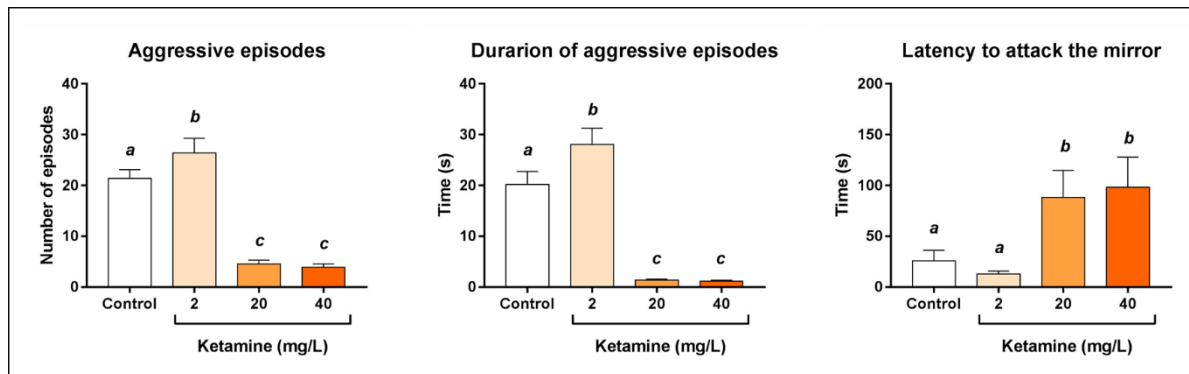 Aggressive episodes
Number of episodes
40
30
20
10
0
a
b
c
c
Control
2
20
40
Ketamine (mg/L)
Durarion of aggressive episodes
Time (s)
40
30
20
10
0
a
b
c
c
Control
2
20
40
Ketamine (mg/L)
Latency to attack the mirror
Time (s)
200
150
100
50
0
a
a
b
b
Control
2
20
40
Ketamine (mg/L)